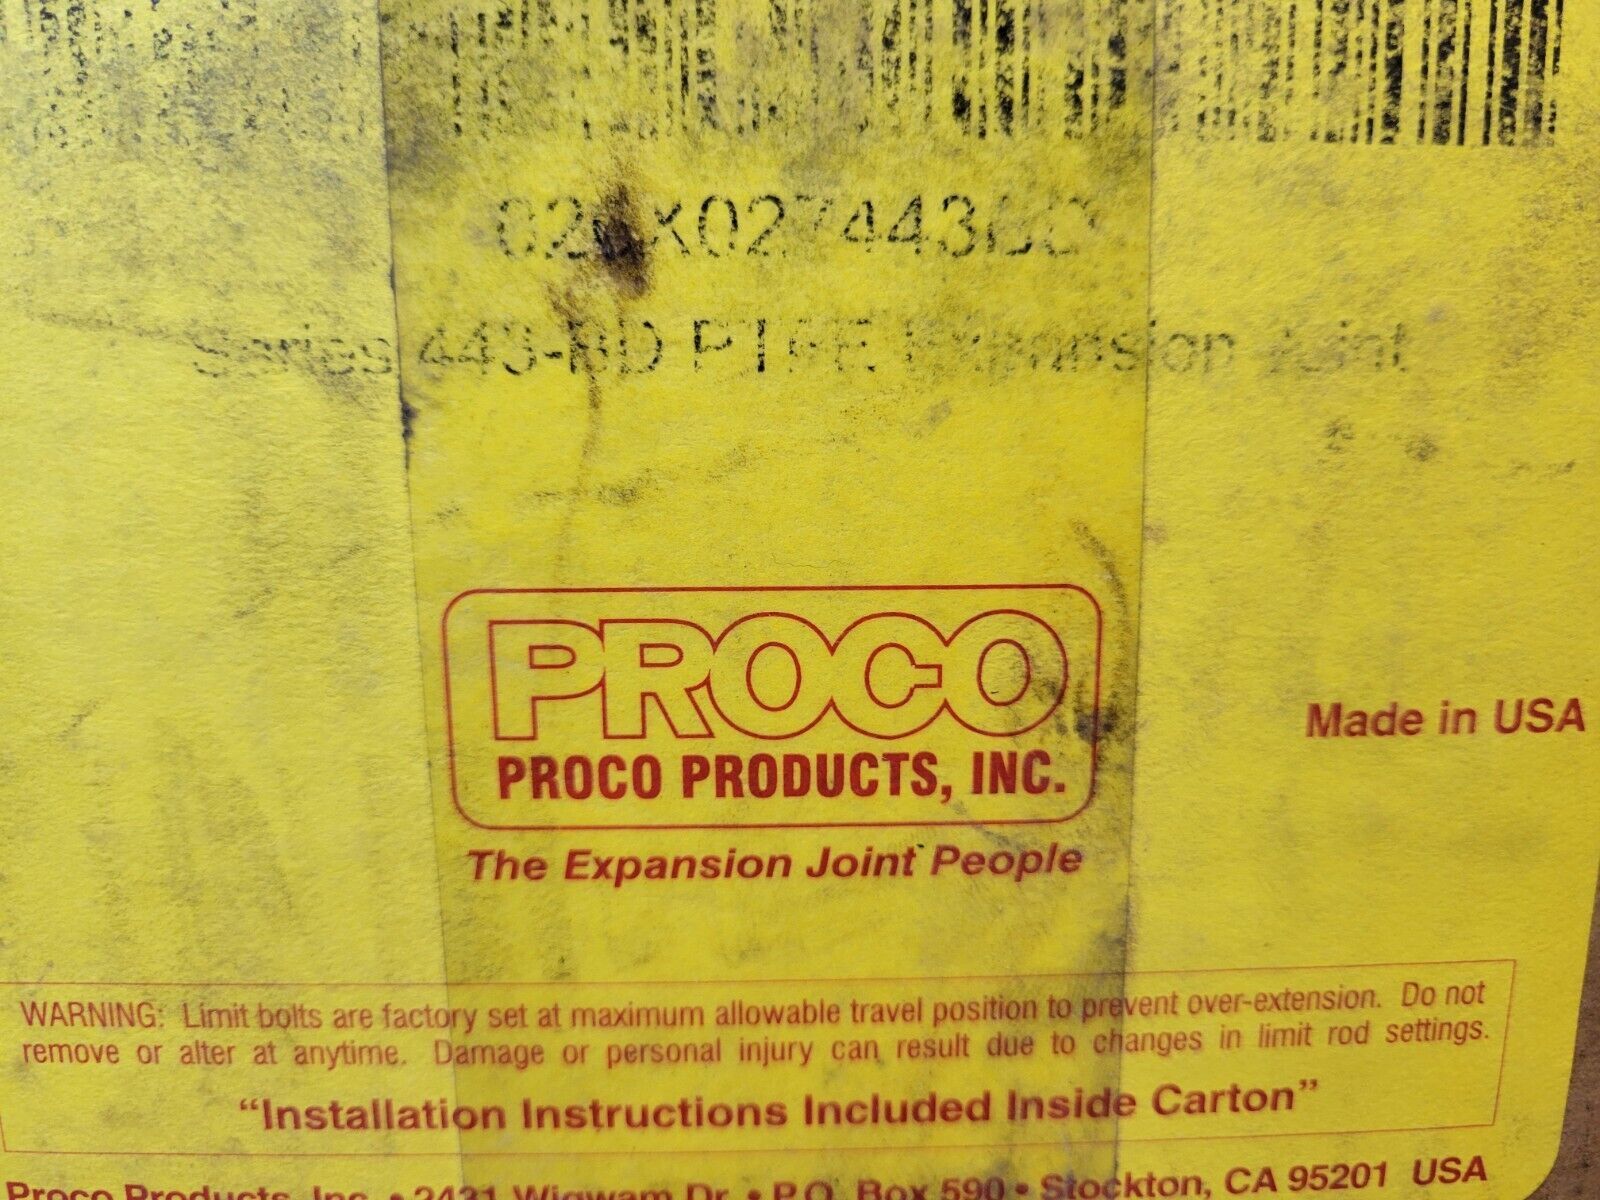 Series 443-BD PTFE Expansion Joint
PROCO
PROCO PRODUCTS, INC.
The Expansion Joint People
Made in USA
WARNING: Limit bolts are factory set at maximum allowable travel position to prevent over-extension. Do not
remove or alter at anytime. Damage or personal injury can result due to changes in limit rod settings.
“Installation Instructions Included Inside Carton”
Proco Products, Inc. • 2431 Wigwam Dr. • P.O. Box 590 • Stockton, CA 95201 USA